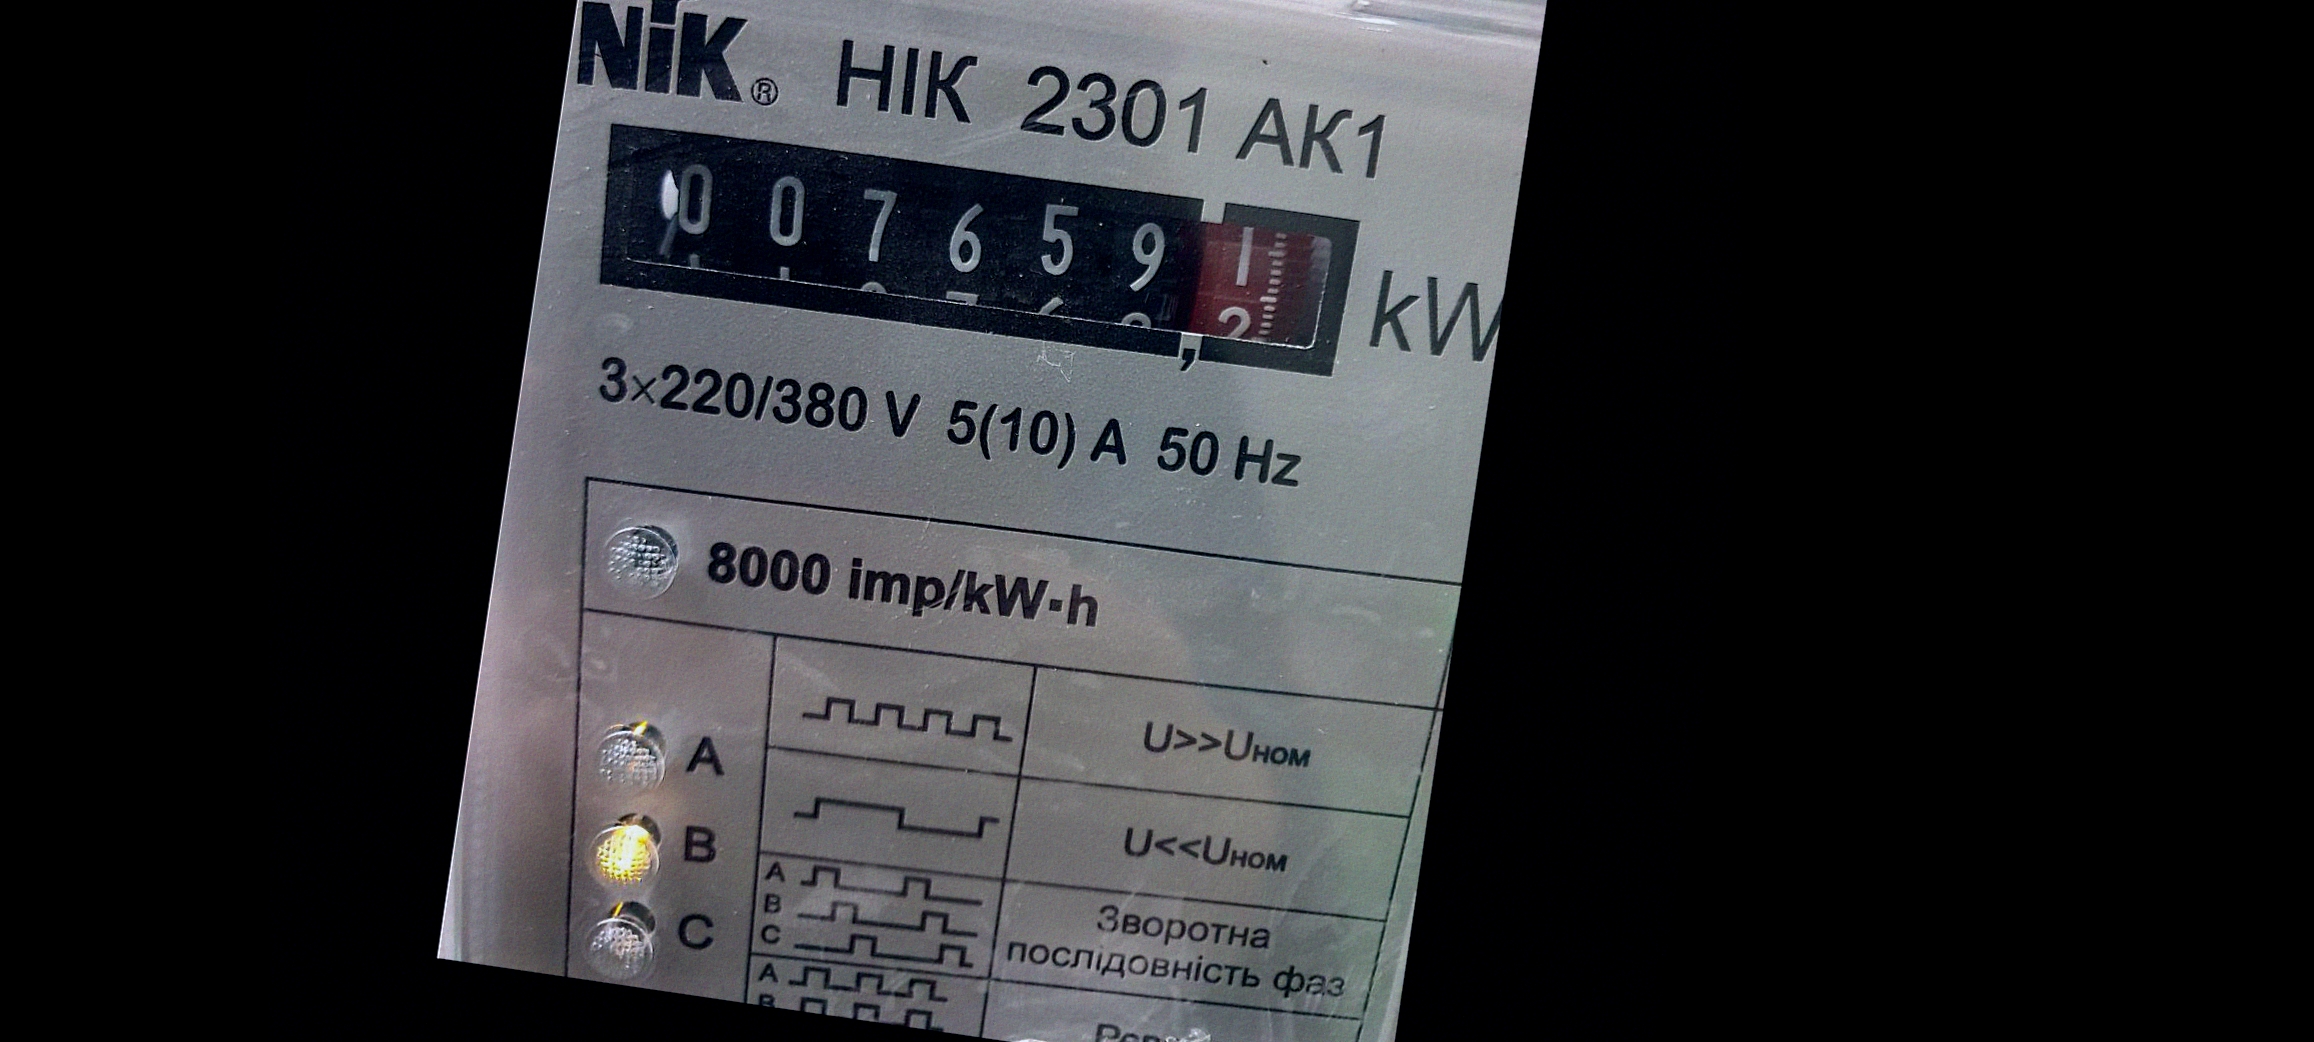 NiK® НІК 2301 АК1
0 0 7 6 5 9 1
kW
3×220/380 V 5(10) A 50 Hz
8000 imp/kW·h
A
B
C
U>>Uном
U<<Uном
A
B
C
Зворотна
послідовність фаз
A
B